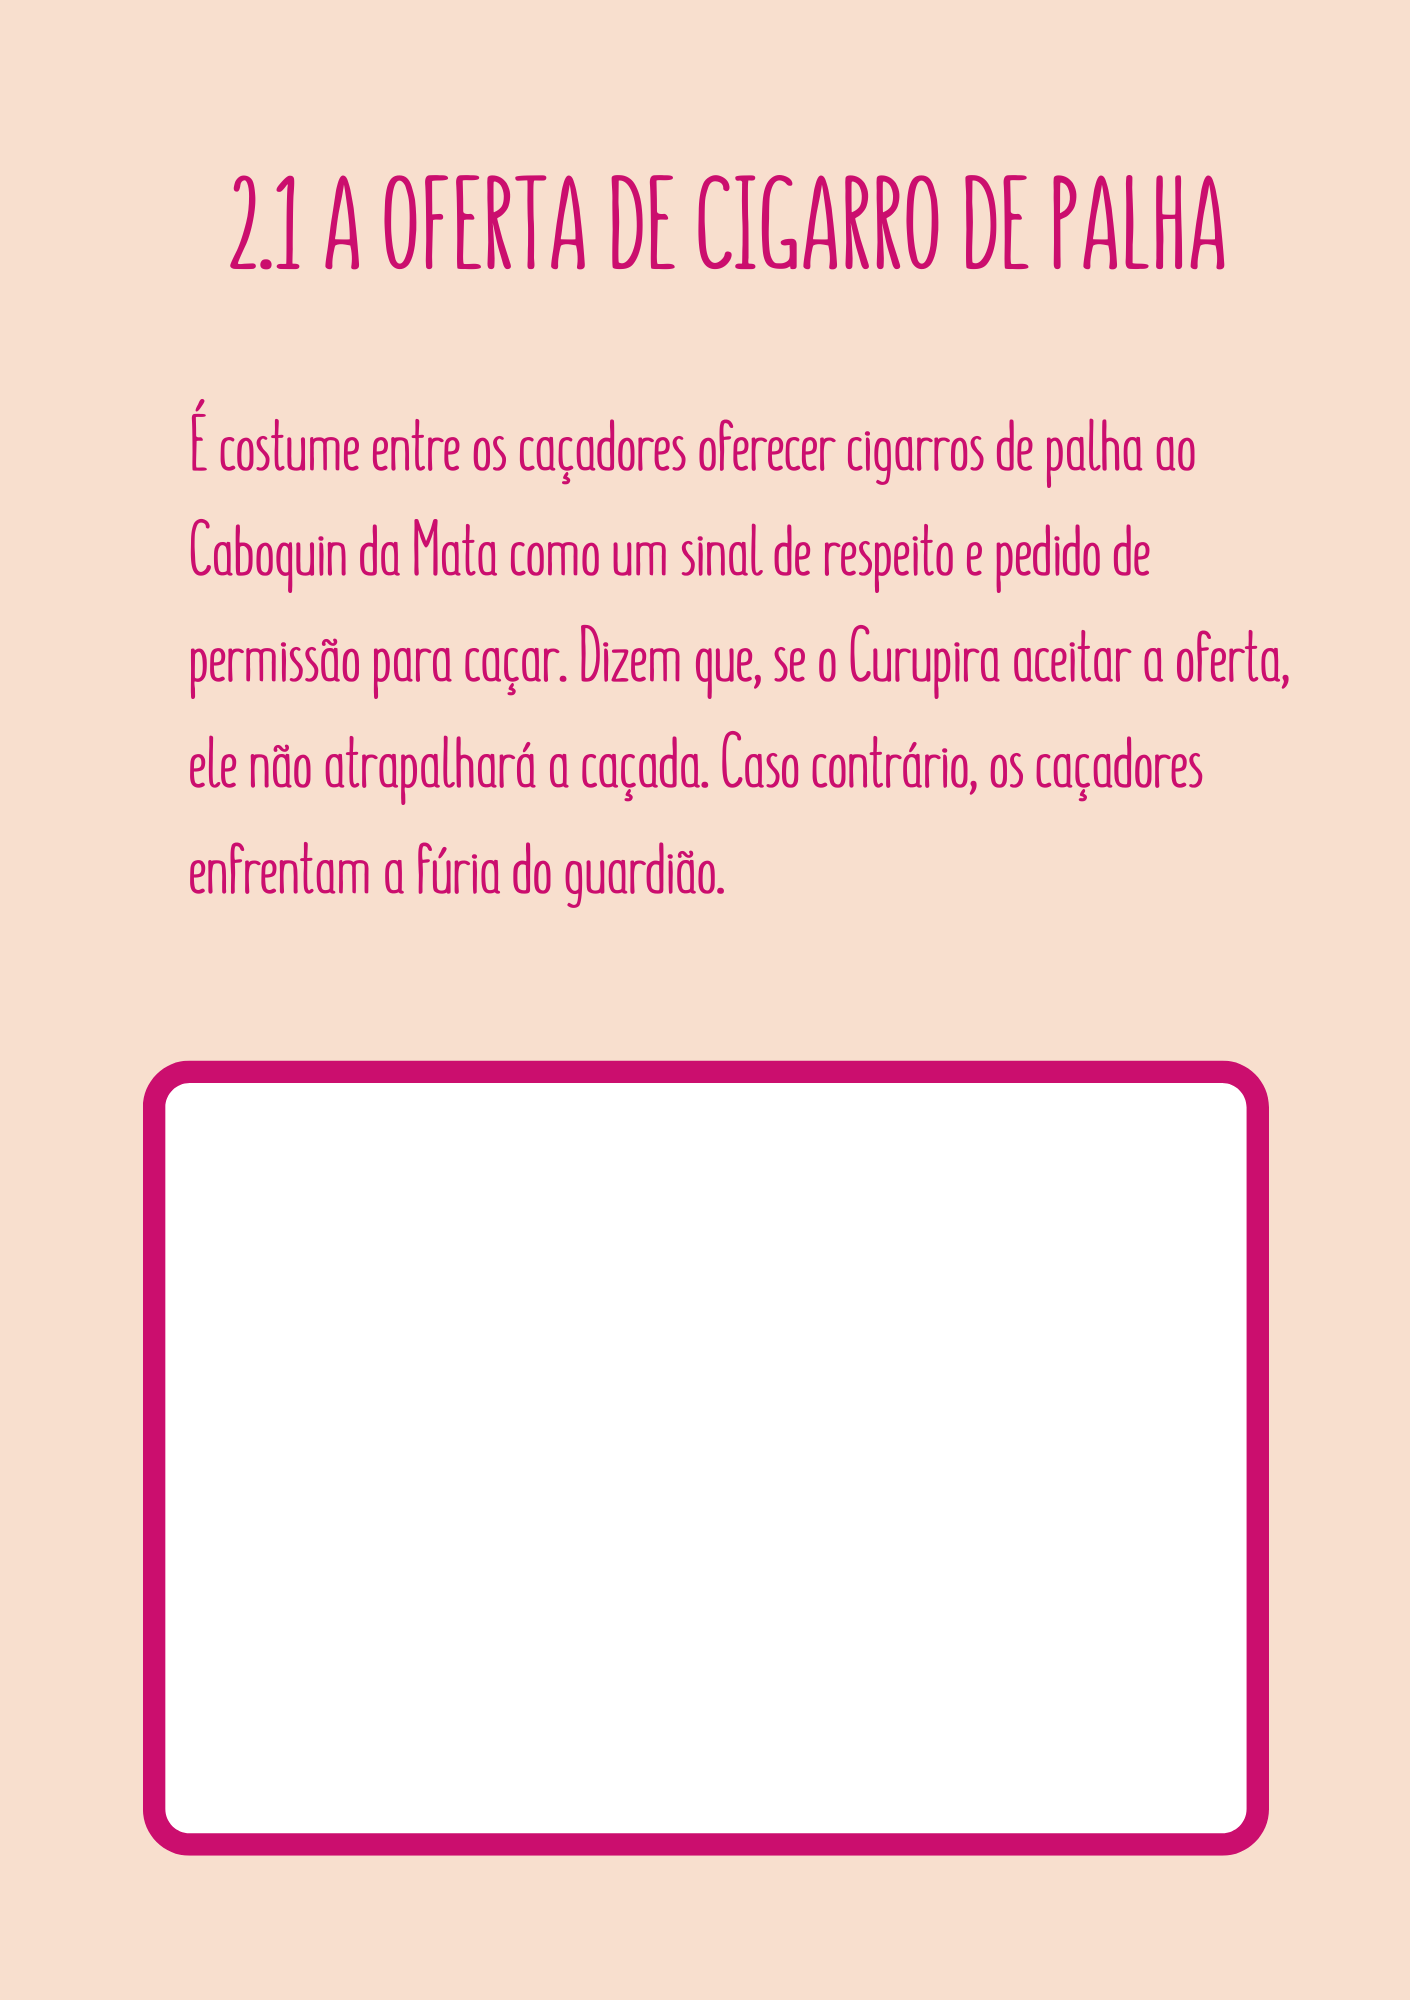 2.1 A OFERTA DE CIGARRO DE PALHA
É costume entre os caçadores oferecer cigarros de palha ao
Caboquin da Mata como um sinal de respeito e pedido de
permissão para caçar. Dizem que, se o Curupira aceitar a oferta,
ele não atrapalhará a caçada. Caso contrário, os caçadores
enfrentam a fúria do guardião.